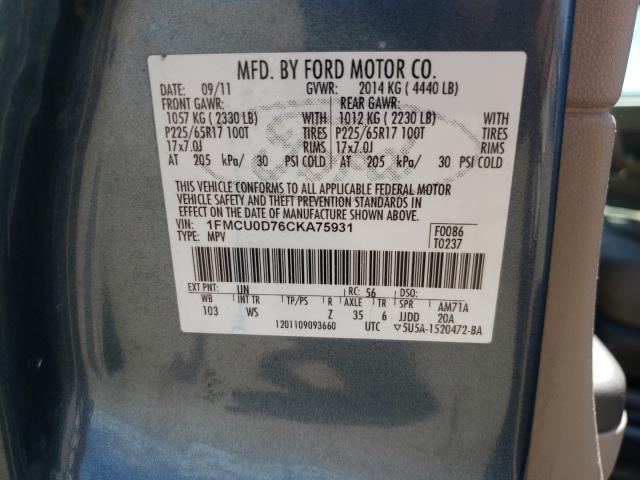 MFD. BY FORD MOTOR CO.
DATE: 09/11 GVWR: 2014 KG ( 4440 LB)
FRONT GAWR: REAR GAWR:
1057 KG ( 2330 LB) WITH 1012 KG ( 2230 LB) WITH
P225/65R17 100T TIRES P225/65R17 100T TIRES
17x7.0J RIMS 17x7.0J RIMS
AT 205 kPa/ 30 PSI COLD AT 205 kPa/ 30 PSI COLD
Ford
THIS VEHICLE CONFORMS TO ALL APPLICABLE FEDERAL MOTOR
VEHICLE SAFETY AND THEFT PREVENTION STANDARDS IN
EFFECT ON THE DATE OF MANUFACTURE SHOWN ABOVE.
VIN: 1FMCU0D76CKA75931 F0086
TYPE: MPV T0237
EXT PNT: UN RC: 56 DSO:
WB INT TR TP/PS R AXLE TR SPR AM71A
103 WS Z 35 6 JJDD 20A
1201109093660 UTC ▽5U5A-1520472-BA